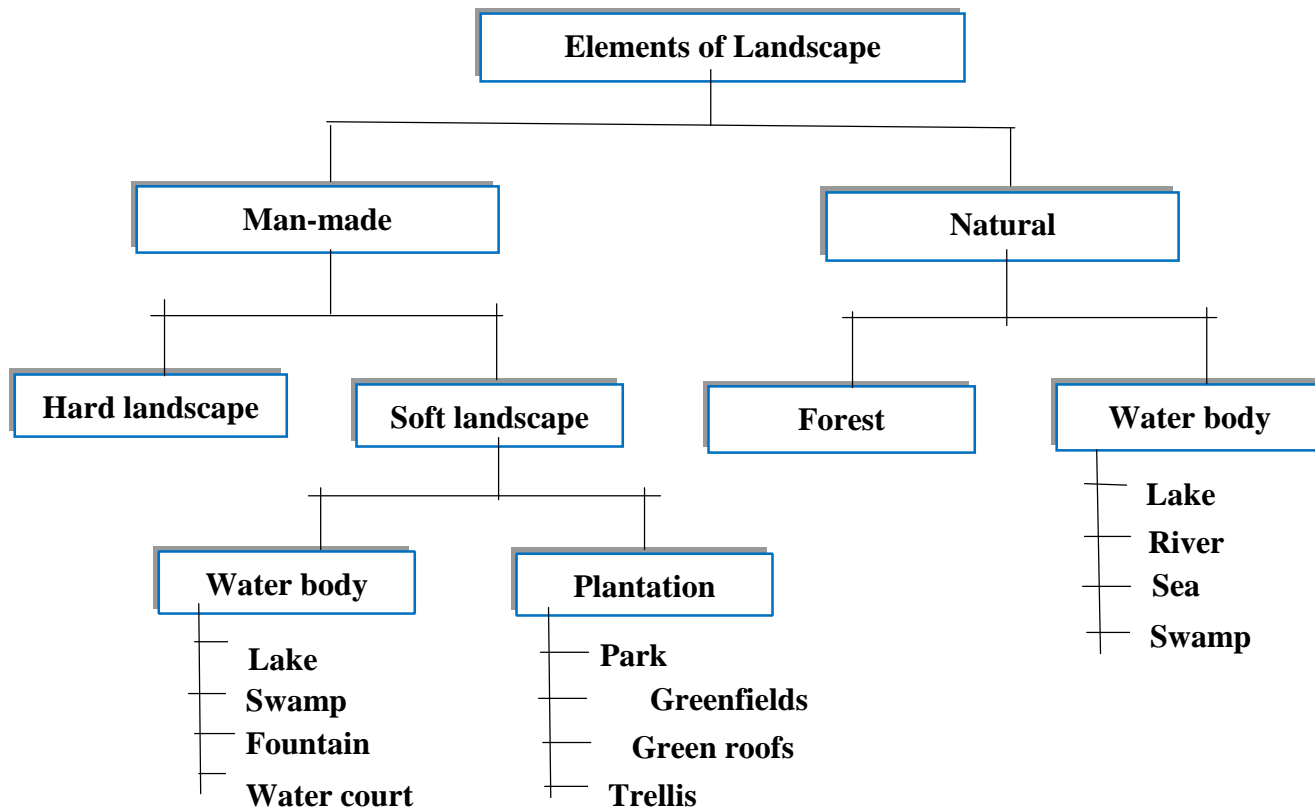 Elements of Landscape
Man-made
Natural
Hard landscape
Soft landscape
Forest
Water body
Lake
River
Sea
Swamp
Water body
Plantation
Lake
Swamp
Fountain
Water court
Park
Greenfields
Green roofs
Trellis